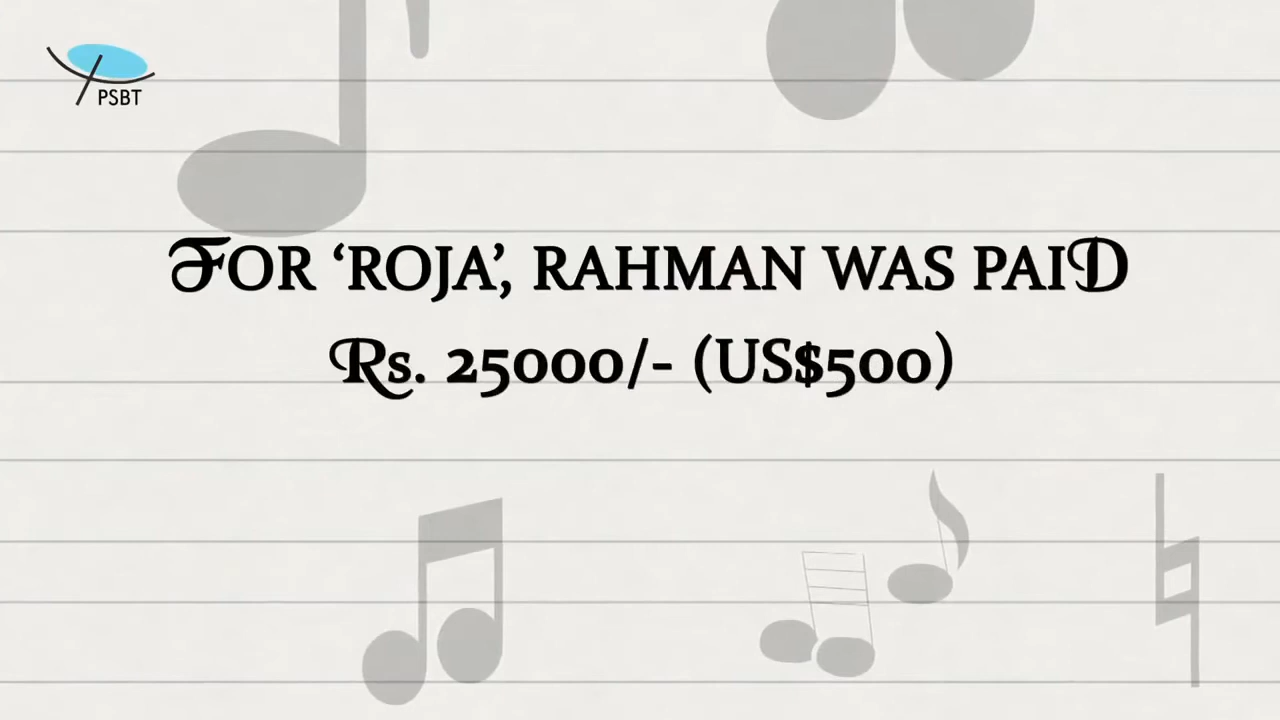 PSBT
FOR ‘ROJA’, RAHMAN WAS PAID
Rs. 25000/- (US$500)